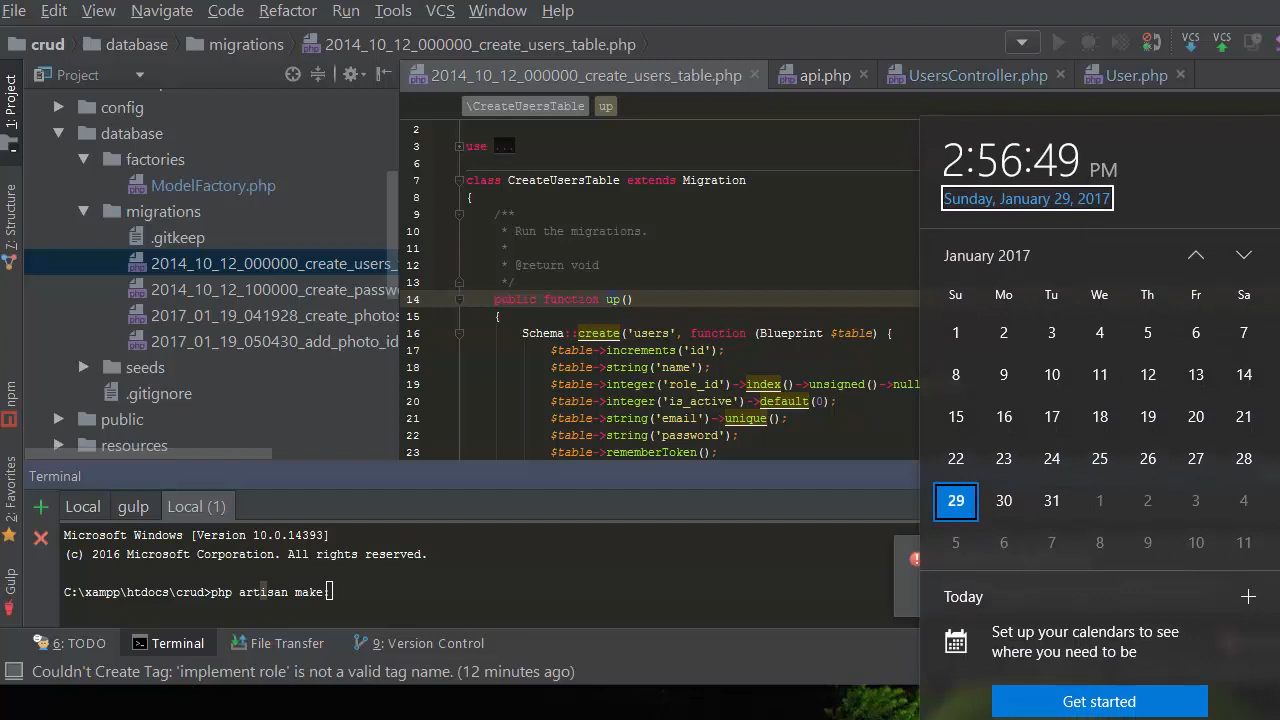 File Edit View Navigate Code Refactor Run Tools VCS Window Help
crud database migrations 2014_10_12_000000_create_users_table.php
VCS VCS
Project
2014_10_12_000000_create_users_table.php api.php UsersController.php User.php
\CreateUsersTable up
1: Project
7: Structure
npm
2: Favorites
Gulp
config
database
factories
ModelFactory.php
migrations
.gitkeep
2014_10_12_000000_create_users_
2014_10_12_100000_create_passw
2017_01_19_041928_create_photos
2017_01_19_050430_add_photo_id
seeds
.gitignore
public
resources
2
3 use ...
6
7 class CreateUsersTable extends Migration
8 {
9 /**
10 * Run the migrations.
11 *
12 * @return void
13 */
14 public function up()
15 {
16 Schema::create('users', function (Blueprint $table) {
17 $table->increments('id');
18 $table->string('name');
19 $table->integer('role_id')->index()->unsigned()->null
20 $table->integer('is_active')->default(0);
21 $table->string('email')->unique();
22 $table->string('password');
23 $table->rememberToken();
Terminal
Local gulp Local (1)
Microsoft Windows [Version 10.0.14393]
(c) 2016 Microsoft Corporation. All rights reserved.
C:\xampp\htdocs\crud>php artisan make:
6: TODO Terminal File Transfer 9: Version Control
Couldn't Create Tag: 'implement role' is not a valid tag name. (12 minutes ago)
2:56:49 PM
Sunday, January 29, 2017
January 2017
Su Mo Tu We Th Fr Sa
1 2 3 4 5 6 7
8 9 10 11 12 13 14
15 16 17 18 19 20 21
22 23 24 25 26 27 28
29 30 31 1 2 3 4
5 6 7 8 9 10 11
Today
Set up your calendars to see
where you need to be
Get started